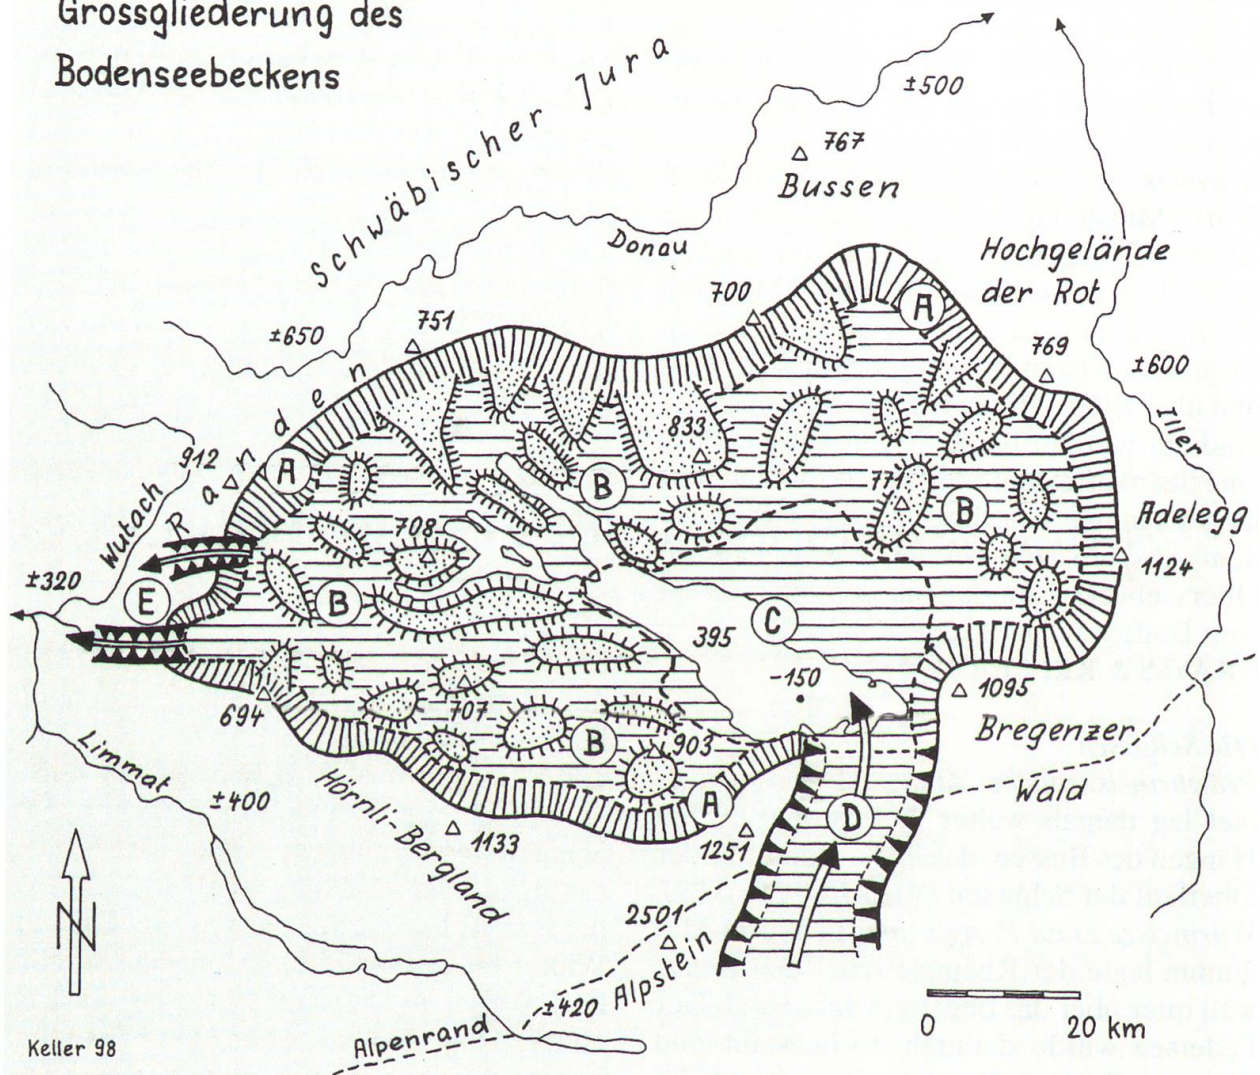 Grossgliederung des
Bodenseebeckens
Schwäbischer Jura
±500
767
Bussen
Donau
Hochgelände
der Rot
700
751
±650
A
769
±600
Iller
Randen
833
912
A
B
771
B
Adelegg
Wutach
708
1124
±320
E
B
C
395
-150
694
707
1095
B
903
Bregenzer
Wald
Limmat
±400
Hörnli-Bergland
A
D
1133
1251
2501
Alpstein
N
±420
Alpenrand
0 20 km
Keller 98